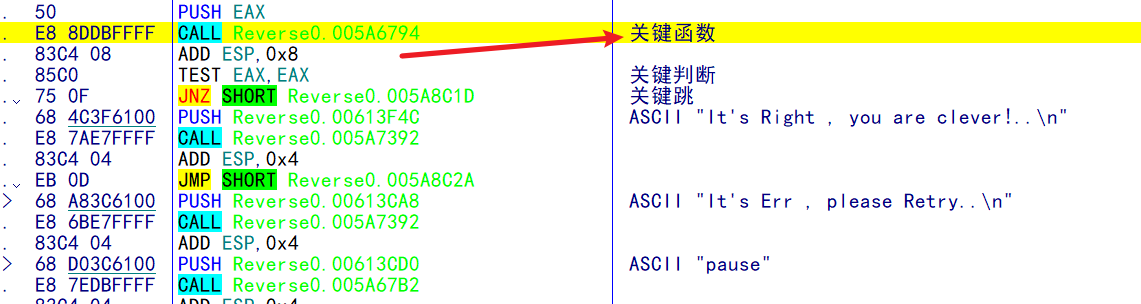 . 50 PUSH EAX
. E8 8DDBFFFF CALL Reverse0.005A6794 关键函数
. 83C4 08 ADD ESP,0x8
. 85C0 TEST EAX,EAX 关键判断
. 75 0F JNZ SHORT Reverse0.005A8C1D 关键跳
. 68 4C3F6100 PUSH Reverse0.00613F4C ASCII "It's Right , you are clever!..\n"
. E8 7AE7FFFF CALL Reverse0.005A7392
. 83C4 04 ADD ESP,0x4
. EB 0D JMP SHORT Reverse0.005A8C2A
> 68 A83C6100 PUSH Reverse0.00613CA8 ASCII "It's Err , please Retry..\n"
. E8 6BE7FFFF CALL Reverse0.005A7392
. 83C4 04 ADD ESP,0x4
> 68 D03C6100 PUSH Reverse0.00613CD0 ASCII "pause"
. E8 7EDBFFFF CALL Reverse0.005A67B2
. 83C4 04 ADD ESP,0x4